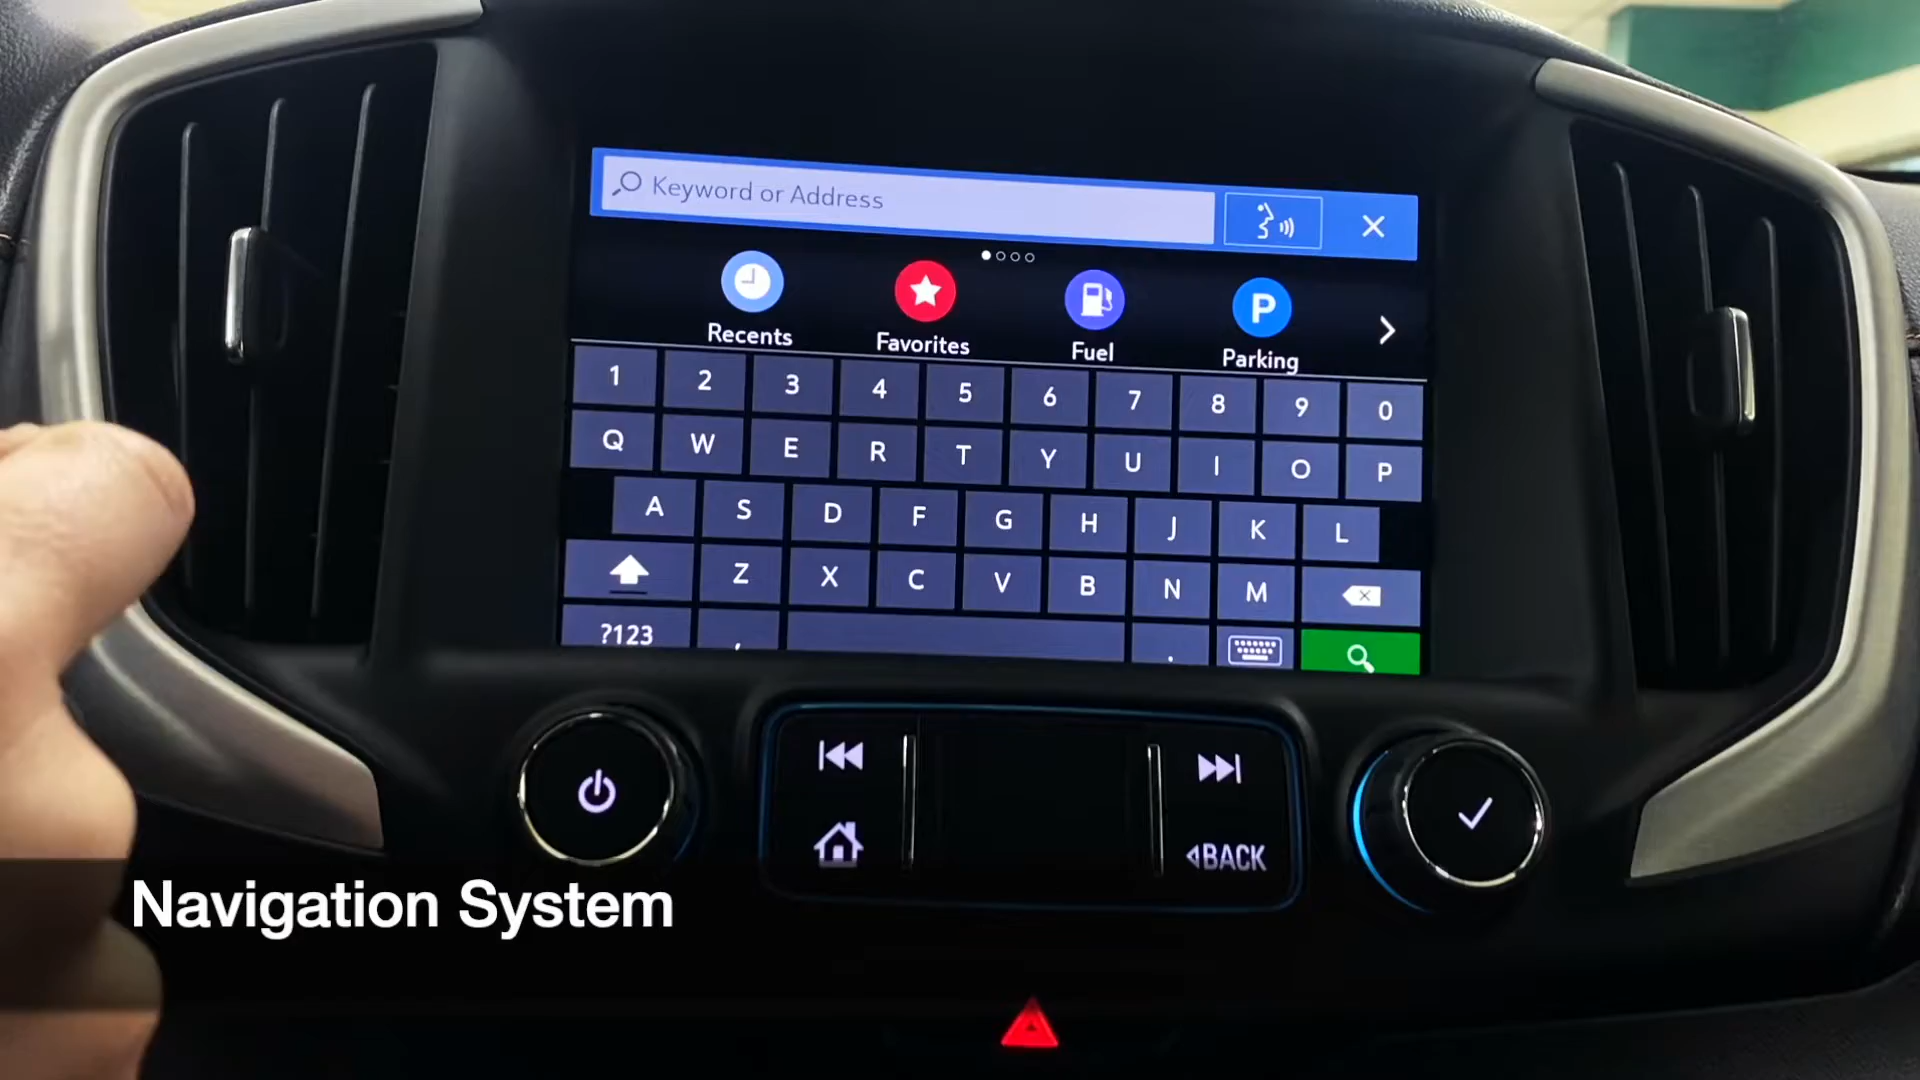 Keyword or Address
Recents Favorites Fuel Parking
1 2 3 4 5 6 7 8 9 0
Q W E R T Y U I O P
A S D F G H J K L
Z X C V B N M
?123 , .
BACK
Navigation System